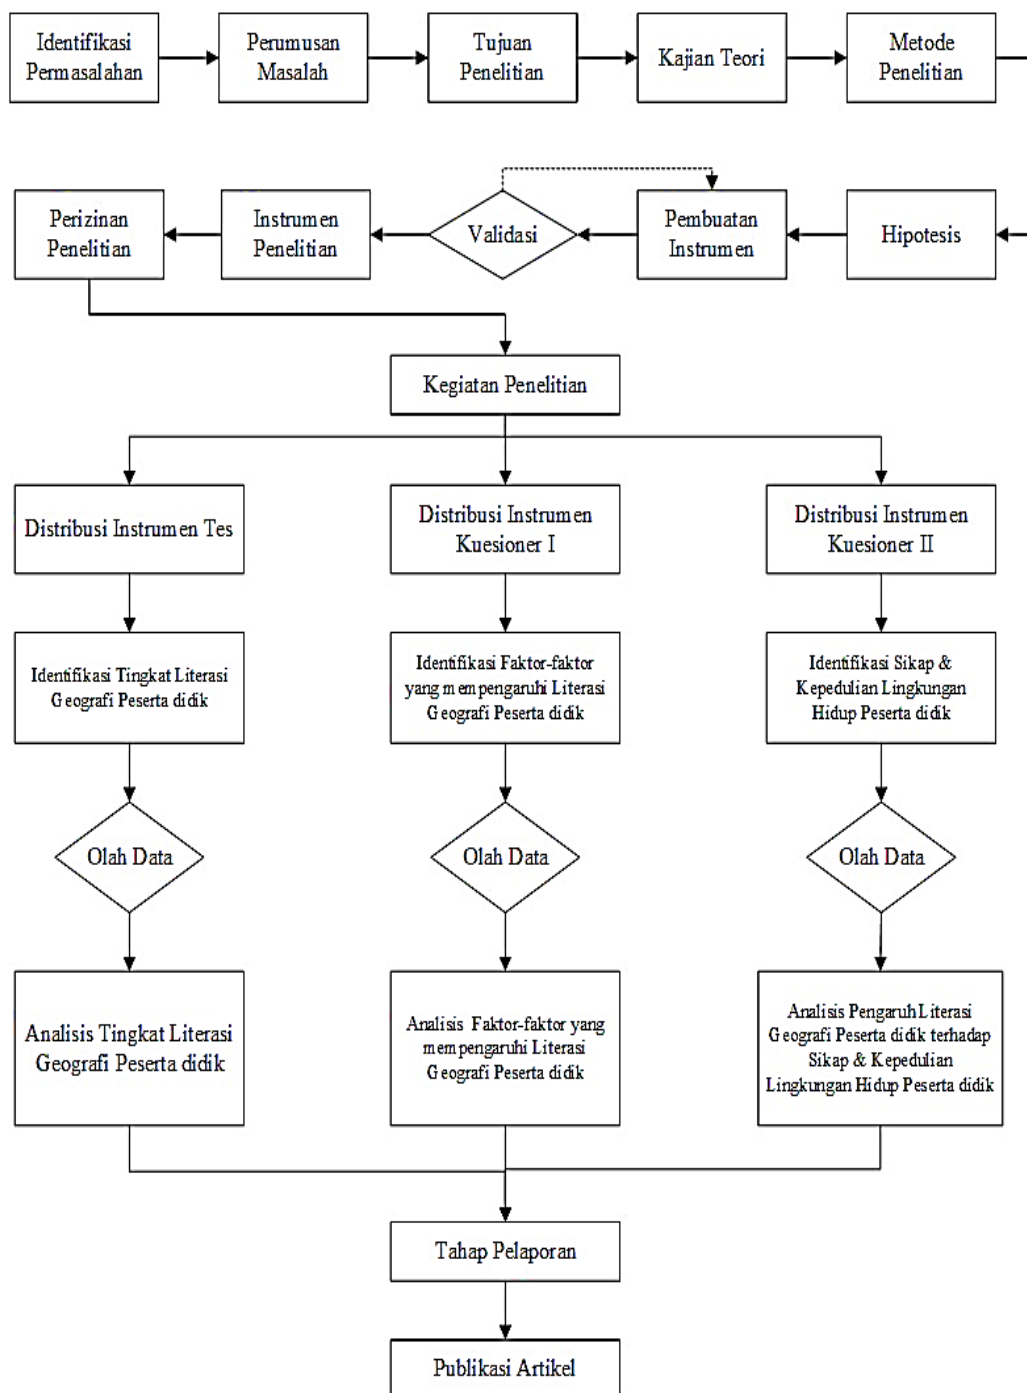 Identifikasi
Permasalahan
Perumusan
Masalah
Tujuan
Penelitian
Kajian Teori
Metode
Penelitian
Perizinan
Penelitian
Instrumen
Penelitian
Validasi
Pembuatan
Instrumen
Hipotesis
Kegiatan Penelitian
Distribusi Instrumen Tes
Distribusi Instrumen
Kuesioner I
Distribusi Instrumen
Kuesioner II
Identifikasi Tingkat Literasi
Geografi Peserta didik
Identifikasi Faktor-faktor
yang mempengaruhi Literasi
Geografi Peserta didik
Identifikasi Sikap &
Kepedulian Lingkungan
Hidup Peserta didik
Olah Data
Olah Data
Olah Data
Analisis Tingkat Literasi
Geografi Peserta didik
Analisis Faktor-faktor yang
mempengaruhi Literasi
Geografi Peserta didik
Analisis Pengaruh Literasi
Geografi Peserta didik terhadap
Sikap & Kepedulian
Lingkungan Hidup Peserta didik
Tahap Pelaporan
Publikasi Artikel